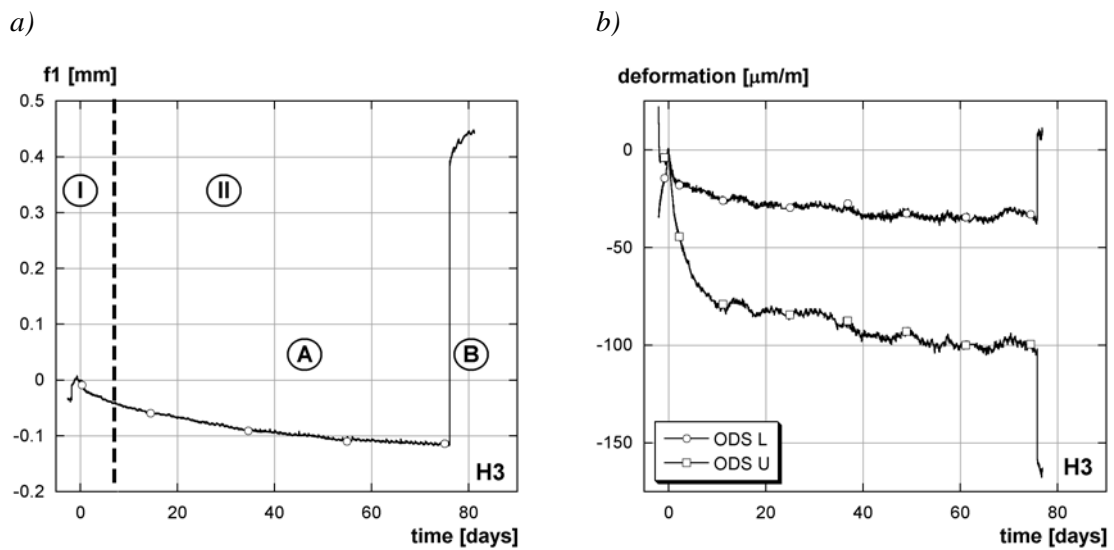 a)
f1 [mm]
0.5
0.4
0.3
0.2
0.1
0
-0.1
-0.2
I
II
A
B
H3
0
20
40
60
80
time [days]
b)
deformation [µm/m]
0
-50
-100
-150
ODS L
ODS U
H3
0
20
40
60
80
time [days]